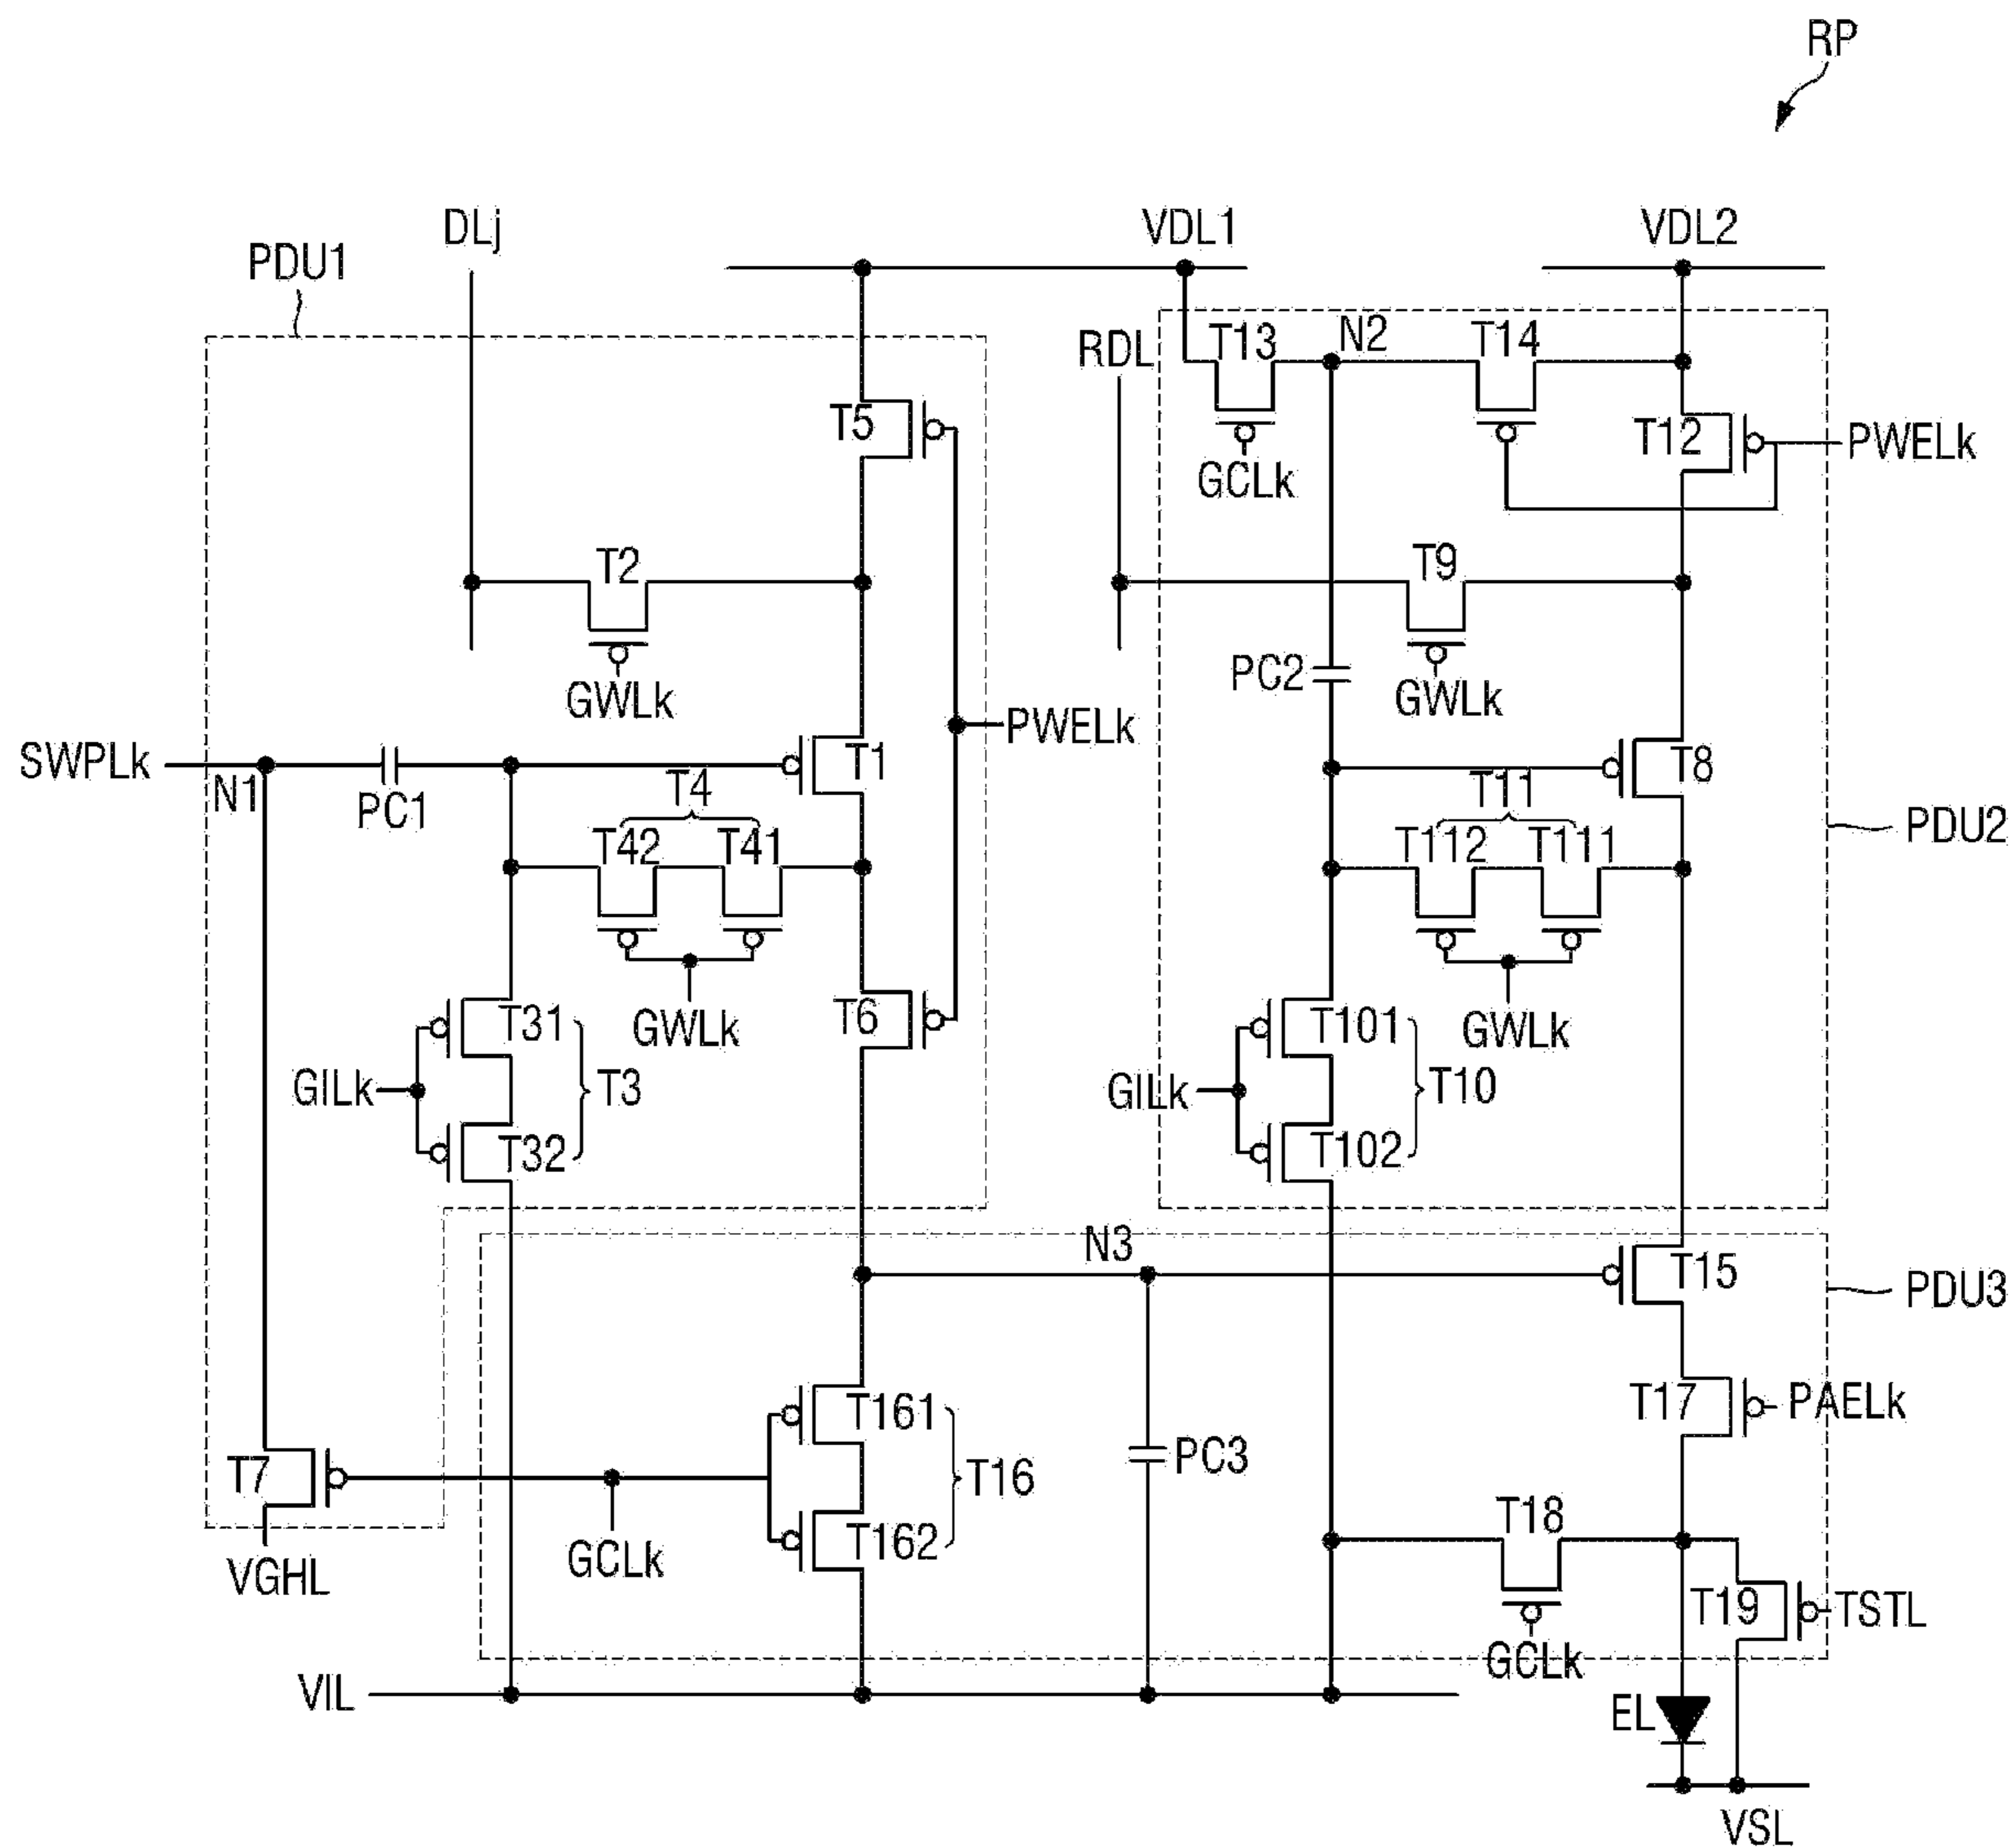 RP
DLj
VDL1
VDL2
PDU1
RDL
T13
N2
T14
T5
T12
PWELk
GCLk
T2
T9
GWLk
PC2
GWLk
PWELk
SWPLk
N1
PC1
T1
T4
T42
T41
T8
T11
T112
T111
PDU2
T31
T3
T32
GILk
GWLk
T6
T101
T10
T102
GILk
GWLk
N3
T15
PDU3
T161
T16
T162
PC3
T17
PAELk
T7
VGHL
GCLk
T18
T19
TSTL
GCLk
VIL
EL
VSL